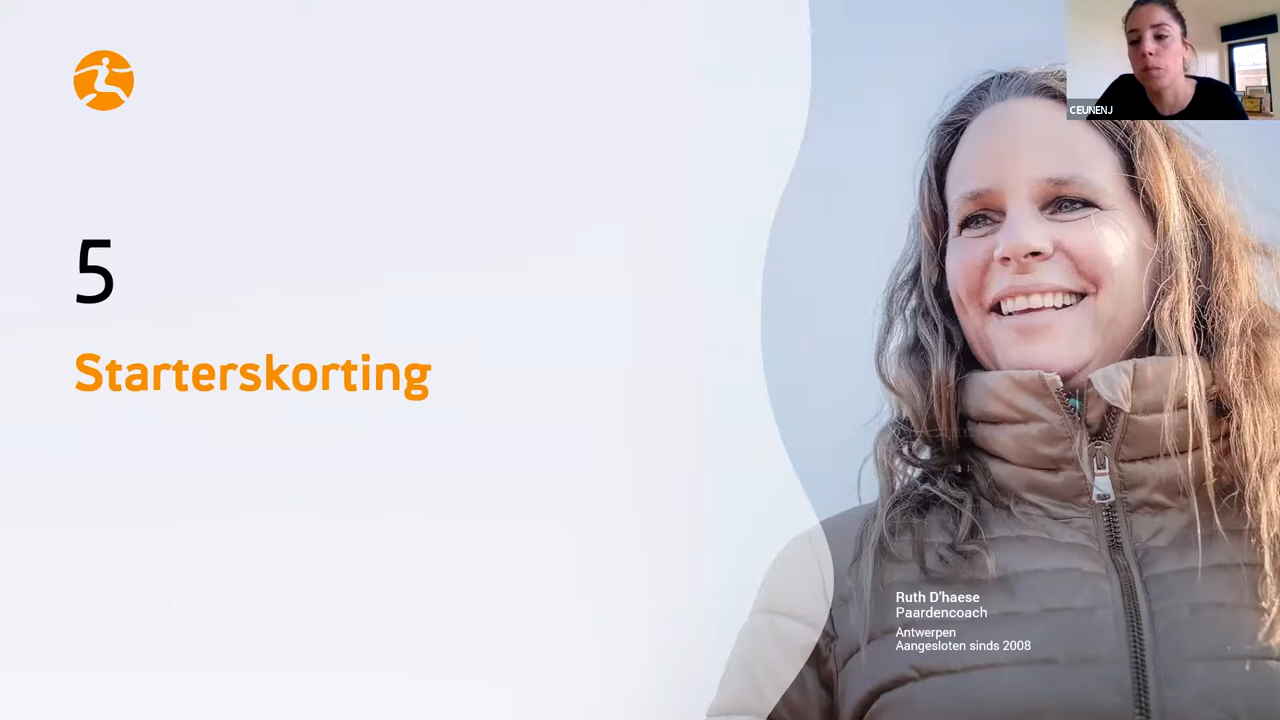 CEUNENJ
5
Starterskorting
Ruth D'haese
Paardencoach
Antwerpen
Aangesloten sinds 2008